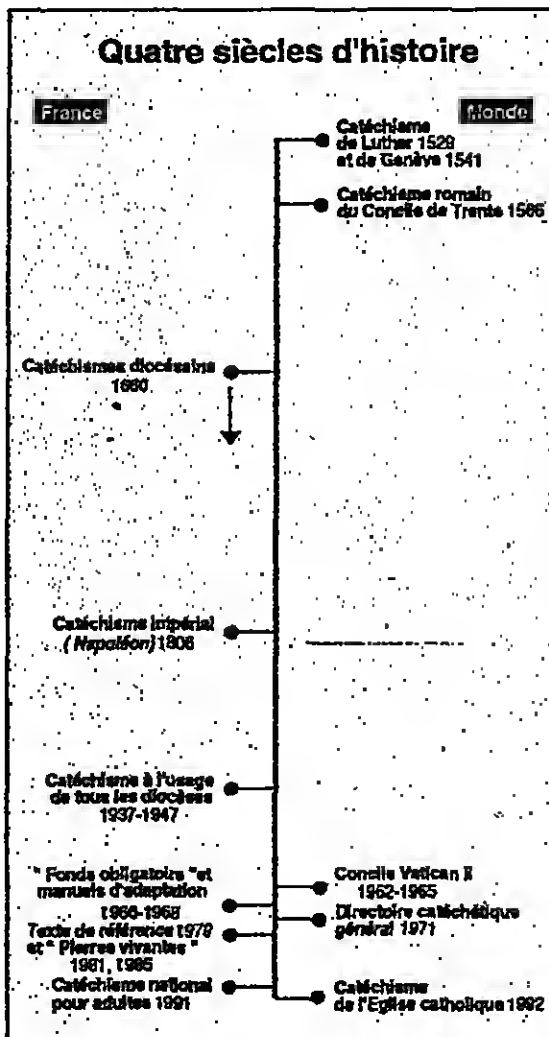 Quatre siècles d'histoire
France
Monde
Catéchisme
de Luther 1529
et de Genève 1541
Catéchisme romain
du Concile de Trente 1566
Catéchismes diocésains
1660
Catéchisme impérial
(Napoléon) 1806
Catéchisme à l'usage
de tous les diocèses
1937-1947
" Fonds obligatoire " et
manuels d'adaptation
1966-1968
Texte de référence 1979
et " Pierres vivantes "
1981, 1985
Catéchisme national
pour adultes 1991
Concile Vatican II
1962-1965
Directoire catéchétique
général 1971
Catéchisme
de l'Eglise catholique 1992